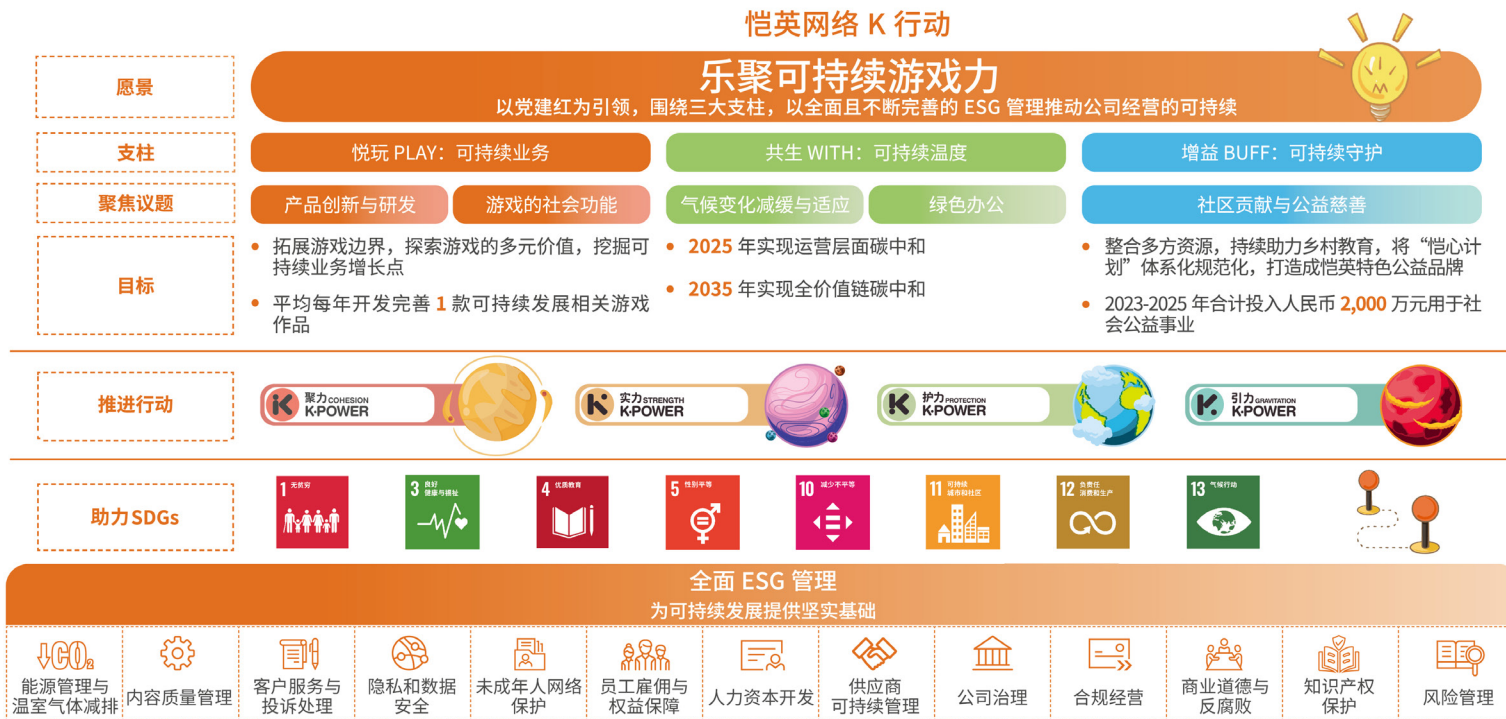 恺英网络 K 行动
愿景
乐聚可持续游戏力
以党建红为引领，围绕三大支柱，以全面且不断完善的 ESG 管理推动公司经营的可持续
支柱
悦玩 PLAY：可持续业务
共生 WITH：可持续温度
增益 BUFF：可持续守护
聚焦议题
产品创新与研发
游戏的社会功能
气候变化减缓与适应
绿色办公
社区贡献与公益慈善
目标
• 拓展游戏边界，探索游戏的多元价值，挖掘可
持续业务增长点
• 平均每年开发完善 1 款可持续发展相关游戏
作品
• 2025 年实现运营层面碳中和
• 2035 年实现全价值链碳中和
• 整合多方资源，持续助力乡村教育，将“恺心计
划”体系化规范化，打造成恺英特色公益品牌
• 2023-2025 年合计投入人民币 2,000 万元用于社
会公益事业
推进行动
K 聚力 COHESION
K-POWER
K 实力 STRENGTH
K-POWER
K 护力 PROTECTION
K-POWER
K 引力 GRAVITATION
K-POWER
助力SDGs
1 无贫穷
3 良好
健康与福祉
4 优质教育
5 性别平等
10 减少不平等
11 可持续
城市和社区
12 负责任
消费和生产
13 气候行动
全面 ESG 管理
为可持续发展提供坚实基础
CO2
能源管理与
温室气体减排
内容质量管理
客户服务与
投诉处理
隐私和数据
安全
未成年人网络
保护
员工雇佣与
权益保障
人力资本开发
供应商
可持续管理
公司治理
合规经营
商业道德与
反腐败
知识产权
保护
风险管理